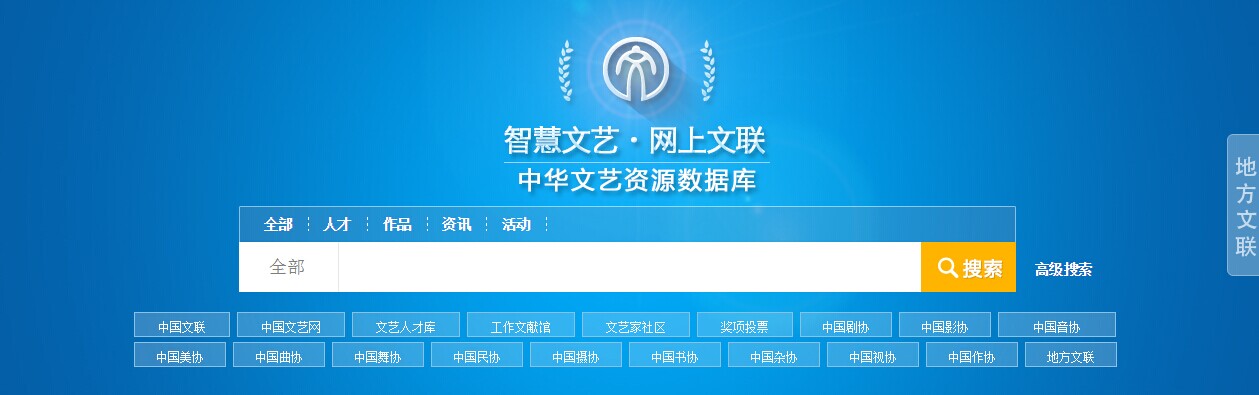 智慧文艺·网上文联
中华文艺资源数据库
全部 人才 作品 资讯 活动
全部 搜索 高级搜索
中国文联 中国文艺网 文艺人才库 工作文献馆 文艺家社区 奖项投票 中国剧协 中国影协 中国音协
中国美协 中国曲协 中国舞协 中国民协 中国摄协 中国书协 中国杂协 中国视协 中国作协 地方文联
地方文联